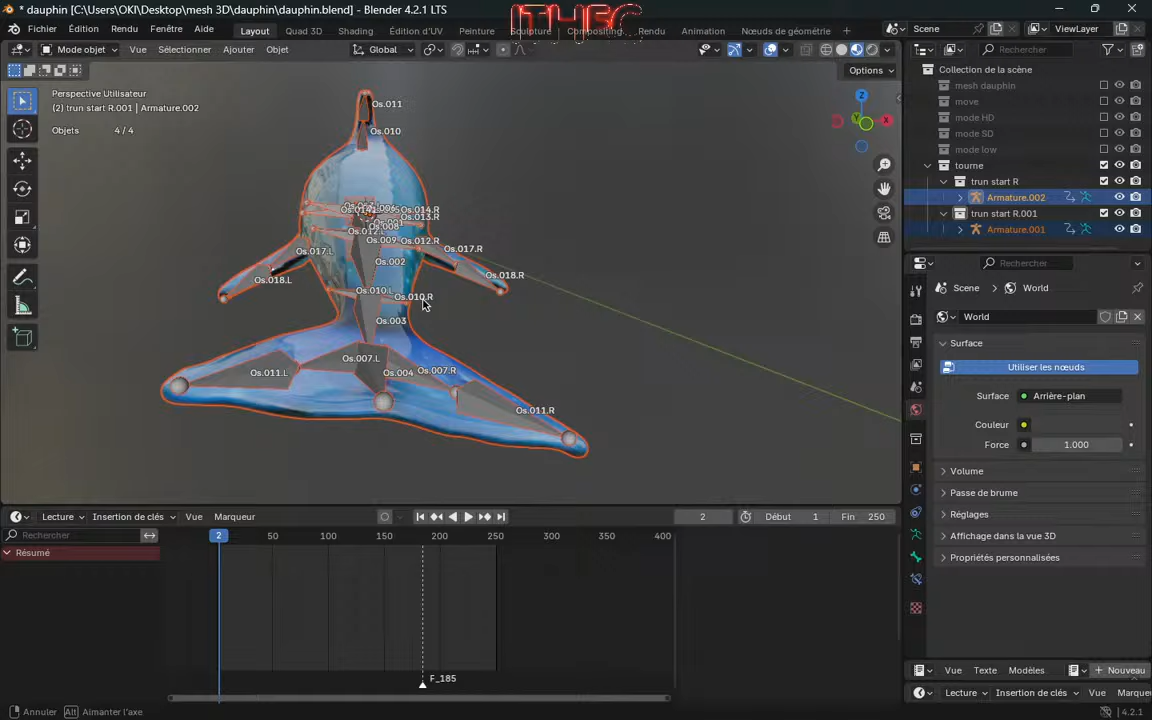 * dauphin [C:\Users\OKI\Desktop\mesh 3D\dauphin\dauphin.blend] - Blender 4.2.1 LTS
Fichier Édition Rendu Fenêtre Aide Layout Quad 3D Shading Édition d'UV Peinture Sculpture Compositing Rendu Animation Nœuds de géométrie + Scene ViewLayer
ITHEC
Mode objet Vue Sélectionner Ajouter Objet Global Rechercher
Options
Perspective Utilisateur
(2) trun start R.001 | Armature.002
Objets 4/4
Z
X
Y
Os.011
Os.010
Os.014.R
Os.013.R
Os.008
Os.009
Os.012.R
Os.017.L
Os.017.R
Os.002
Os.018.L
Os.018.R
Os.010.L
Os.010.R
Os.003
Os.007.L
Os.011.L
Os.004
Os.007.R
Os.011.R
Collection de la scène
mesh dauphin
move
mode HD
mode SD
mode low
tourne
trun start R
Armature.002
trun start R.001
Armature.001
Rechercher
Scene World
World
Surface
Utiliser les nœuds
Surface Arrière-plan
Couleur
Force 1.000
Volume
Passe de brume
Réglages
Affichage dans la vue 3D
Propriétés personnalisées
Lecture Insertion de clés Vue Marqueur 2 Début 1 Fin 250
Rechercher 2 50 100 150 200 250 300 350 400
Résumé
F_185
Vue Texte Modèles Nouveau
Lecture Insertion de clés Vue Marqueu
Annuler Alt Aimanter l'axe 4.2.1